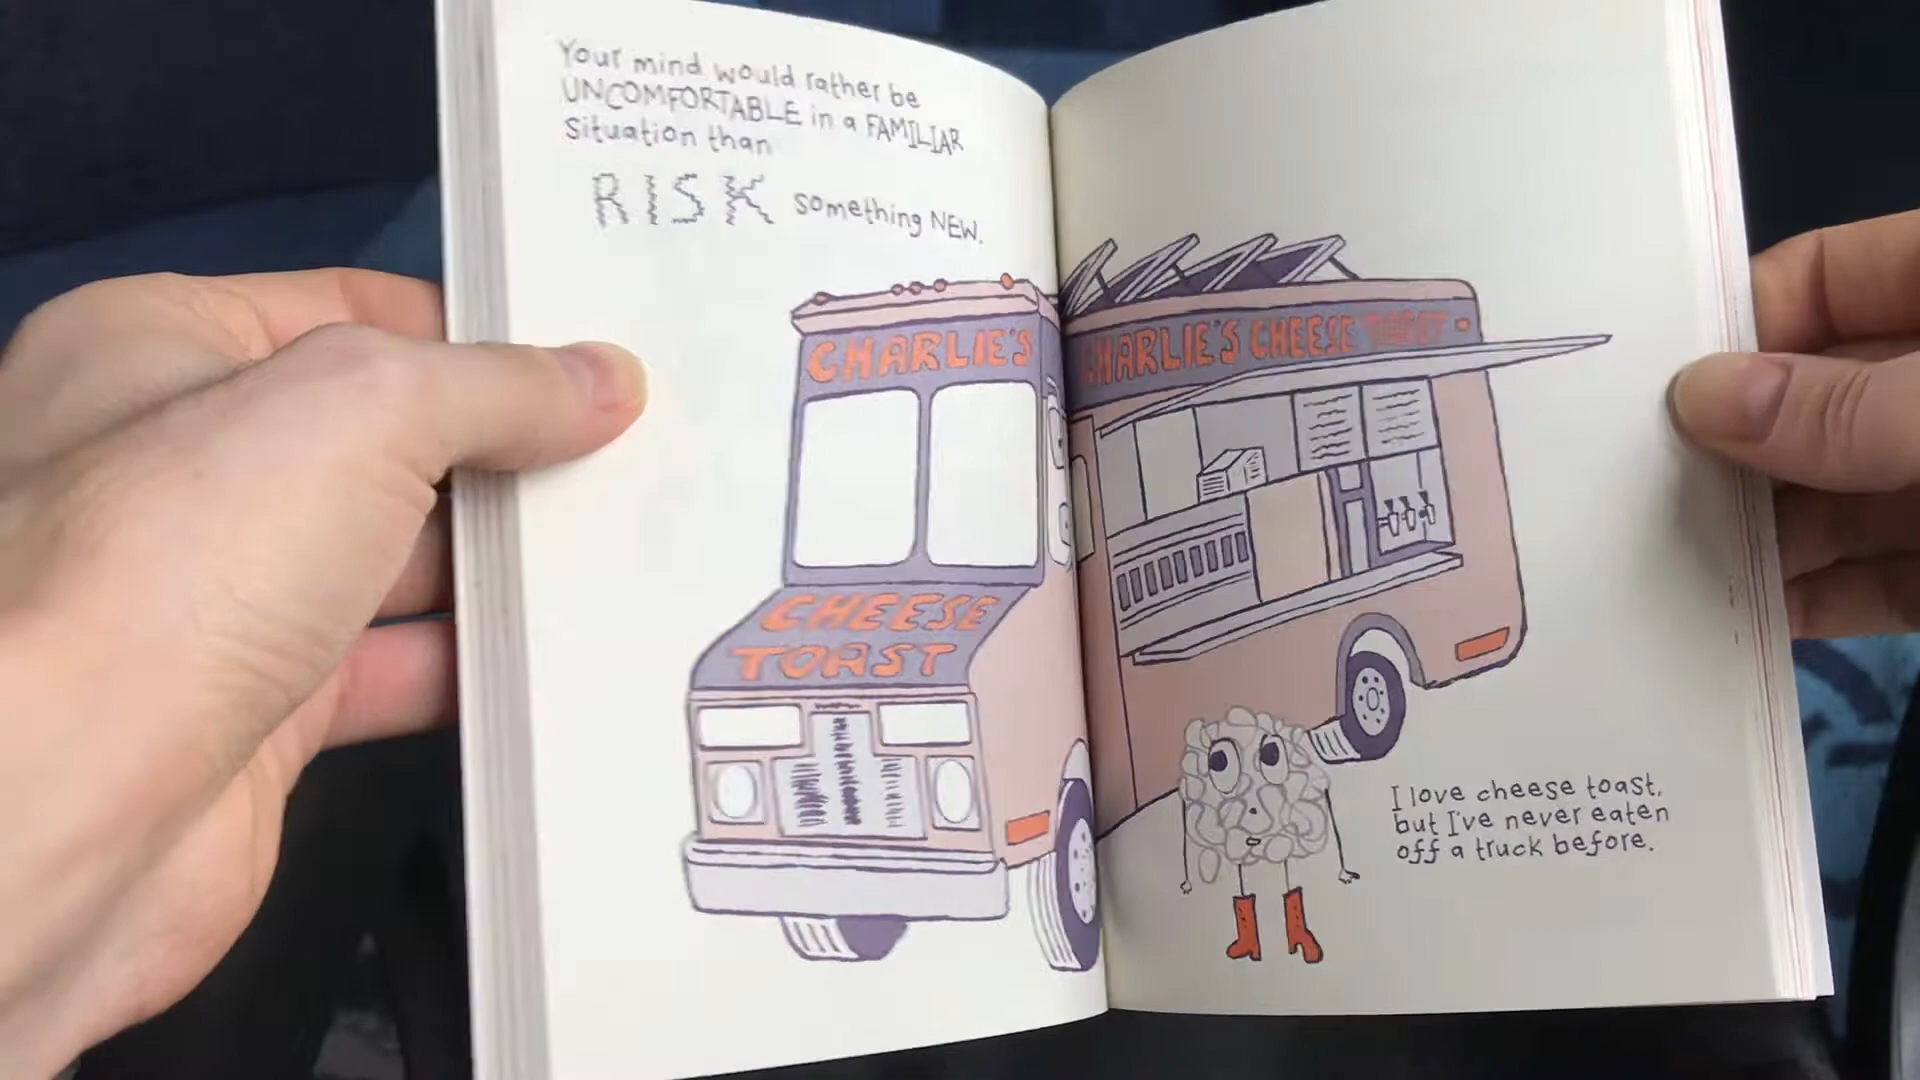 Your mind would rather be
UNCOMFORTABLE in a FAMILIAR
situation than
RISK something NEW.
CHARLIE'S
CHARLIE'S CHEESE TOAST
CHEESE
TOAST
I love cheese toast,
but I've never eaten
off a truck before.